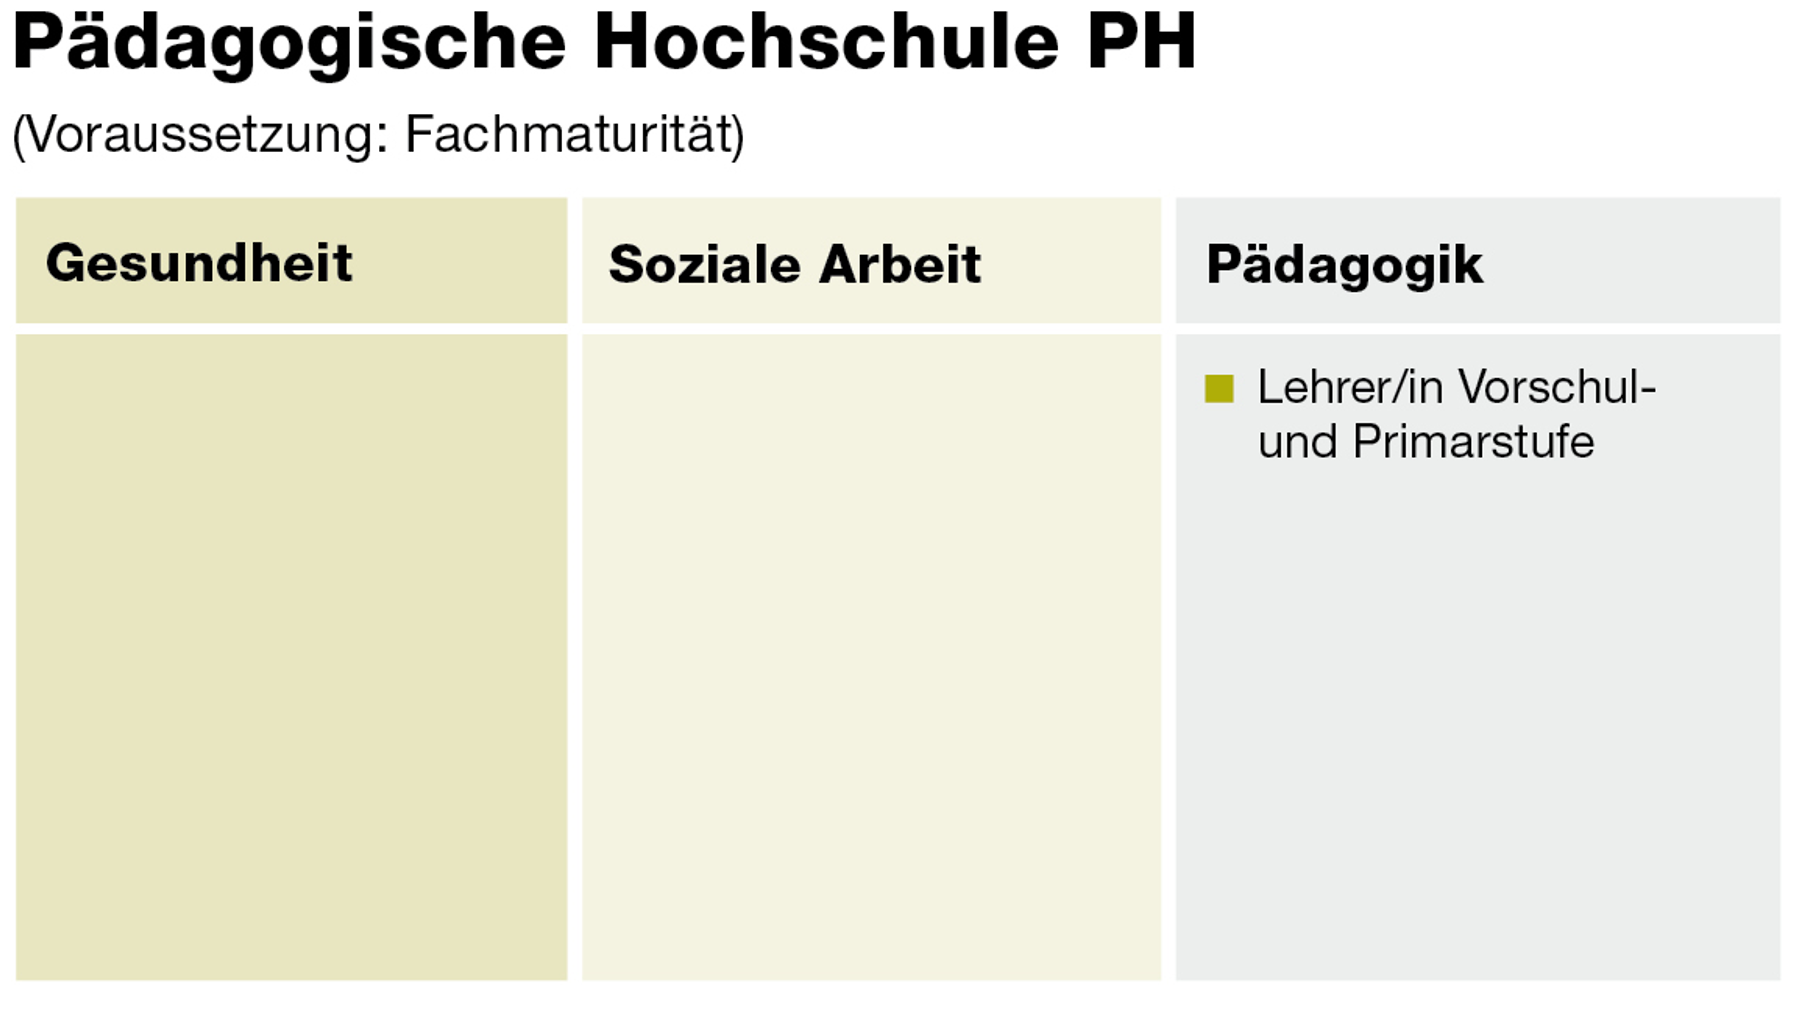 Pädagogische Hochschule PH
(Voraussetzung: Fachmaturität)
Gesundheit
Soziale Arbeit
Pädagogik
Lehrer/in Vorschul-
und Primarstufe